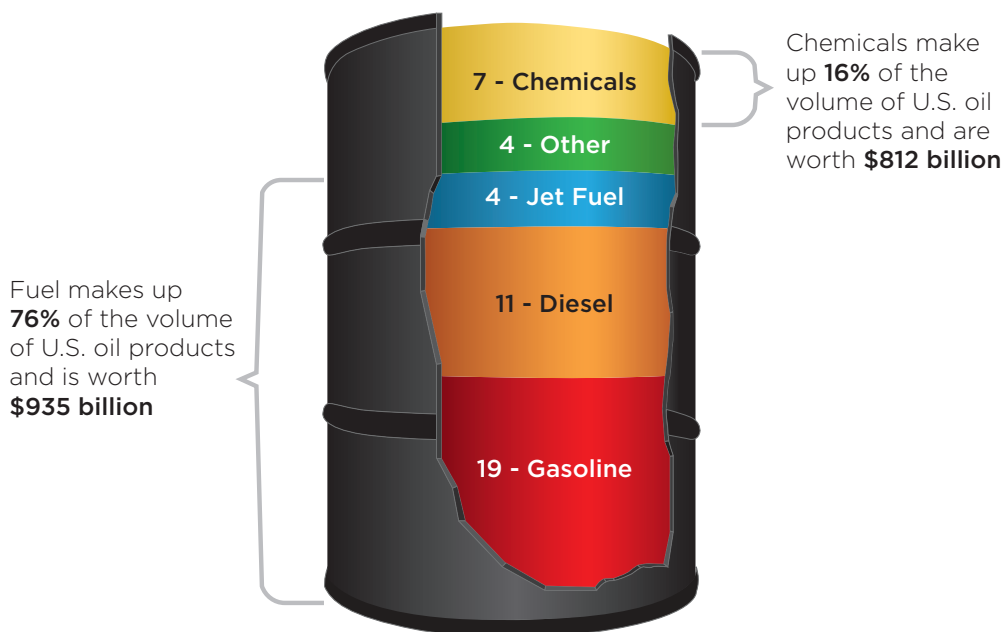 Chemicals make
up 16% of the
volume of U.S. oil
products and are
worth $812 billion
7 - Chemicals
4 - Other
4 - Jet Fuel
11 - Diesel
19 - Gasoline
Fuel makes up
76% of the volume
of U.S. oil products
and is worth
$935 billion